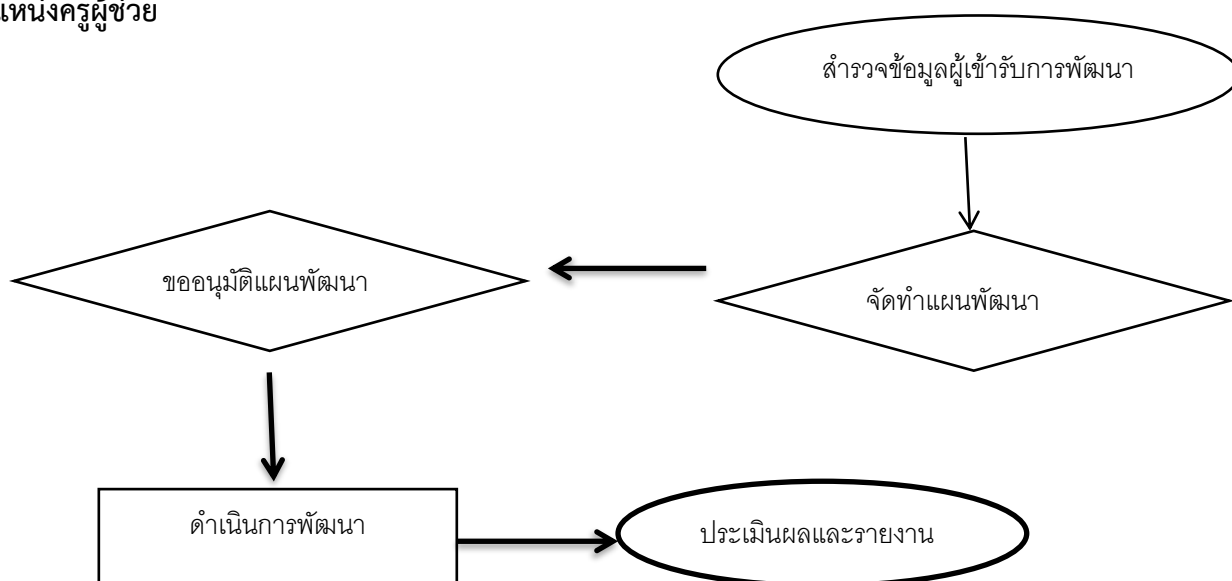 แหน่งครูผู้ช่วย
สำรวจข้อมูลผู้เข้ารับการพัฒนา
ขออนุมัติแผนพัฒนา
จัดทำแผนพัฒนา
ดำเนินการพัฒนา
ประเมินผลและรายงาน